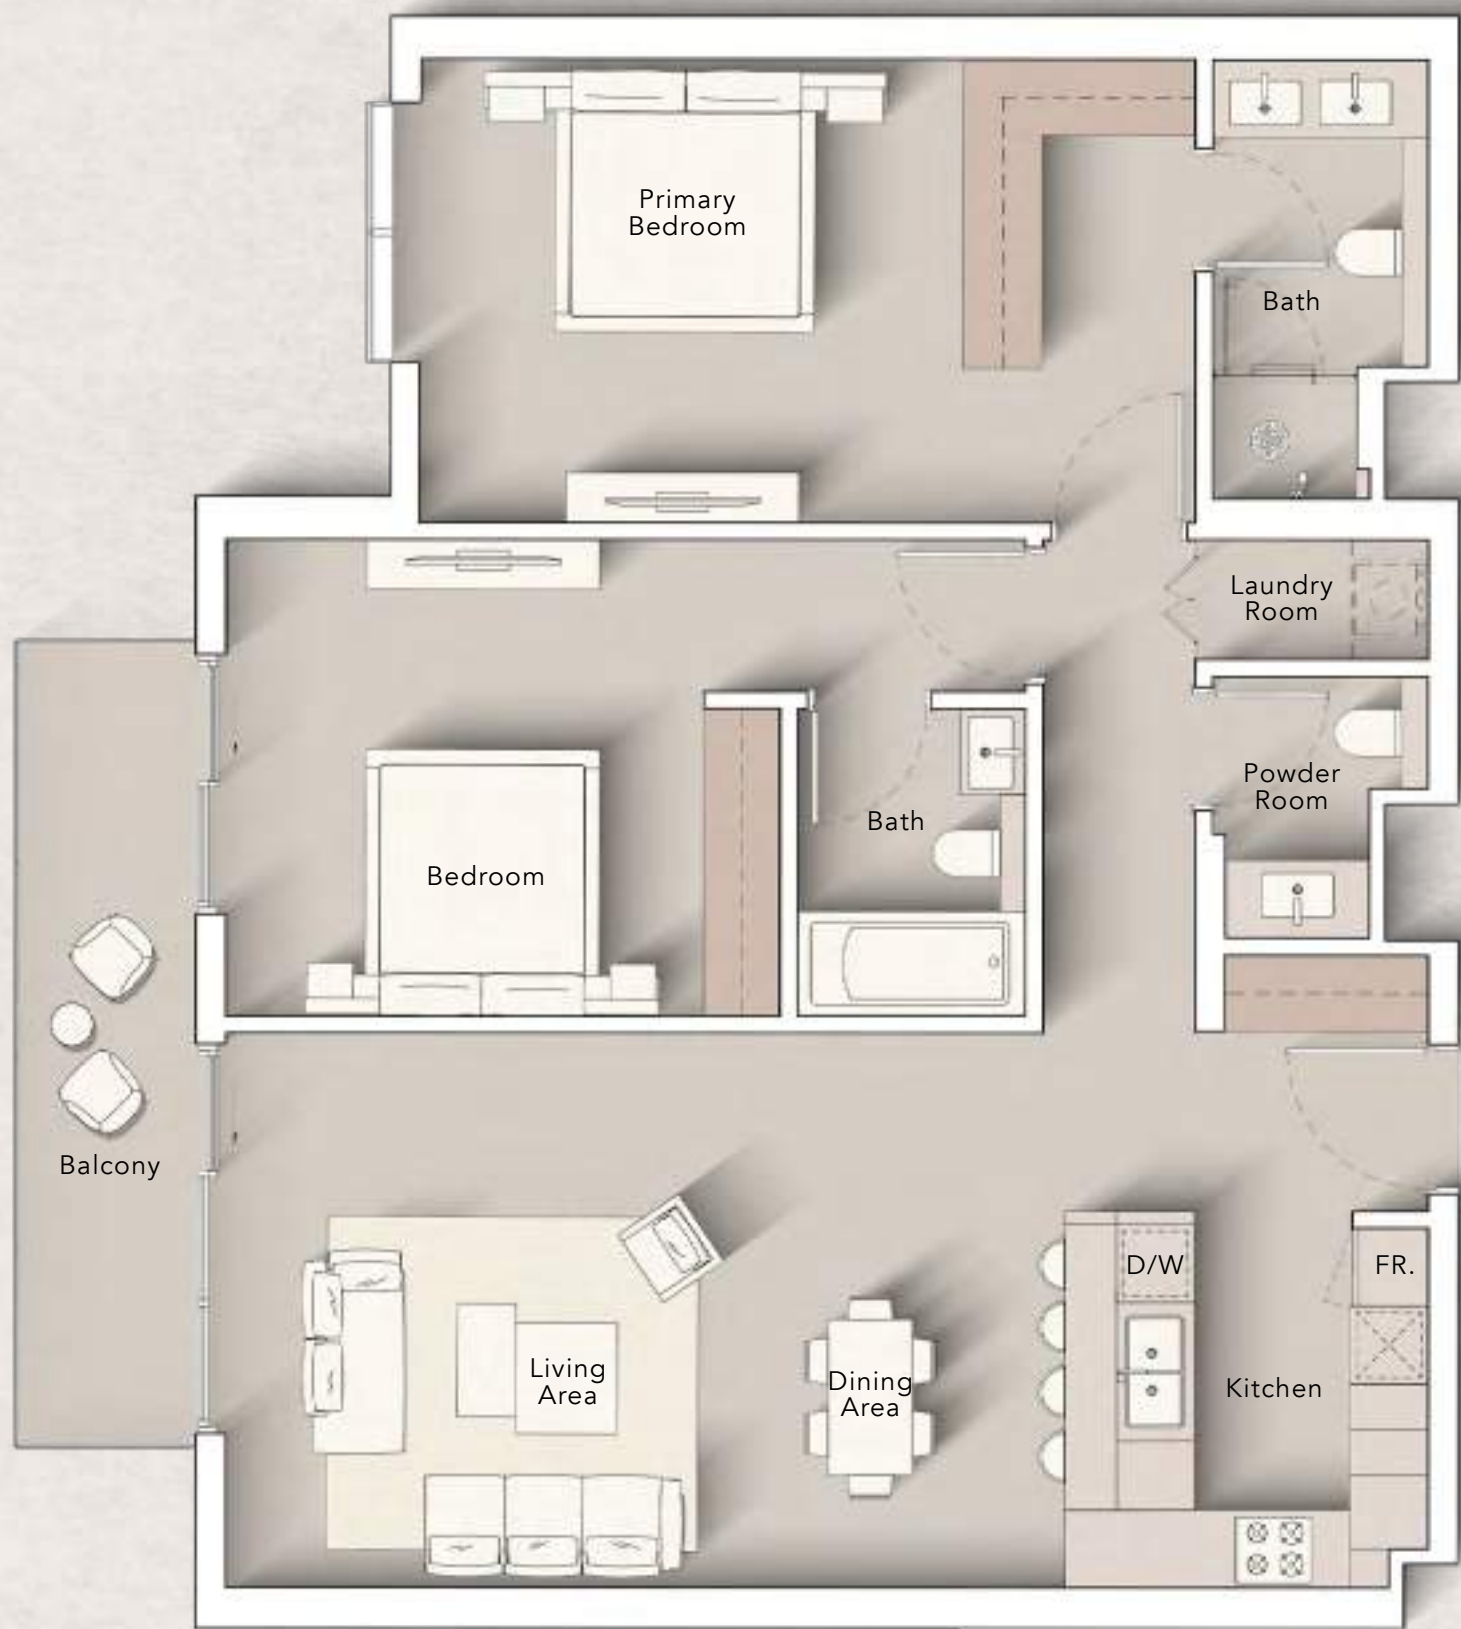 Primary
Bedroom
Bath
Laundry
Room
Powder
Room
Bath
Bedroom
Balcony
D/W
FR.
Living
Area
Dining
Area
Kitchen